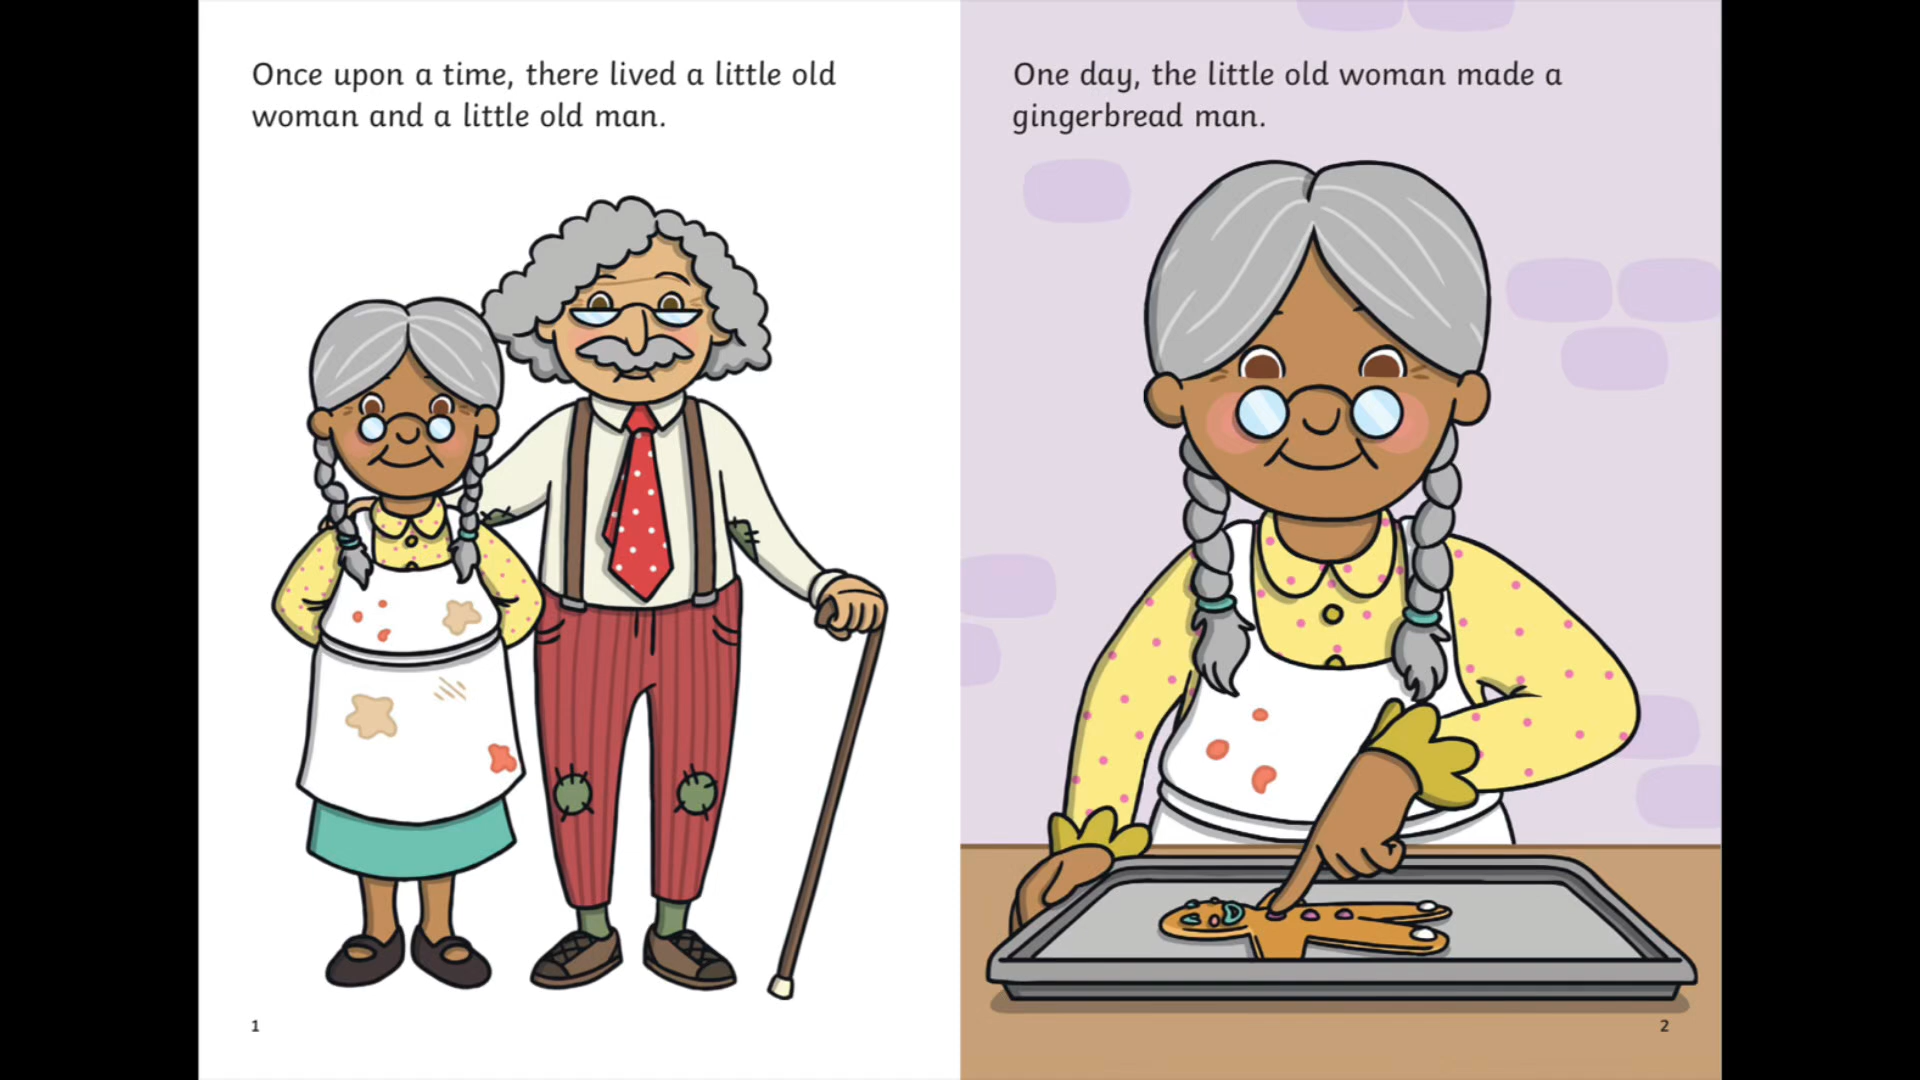 Once upon a time, there lived a little old
woman and a little old man.
1
One day, the little old woman made a
gingerbread man.
2